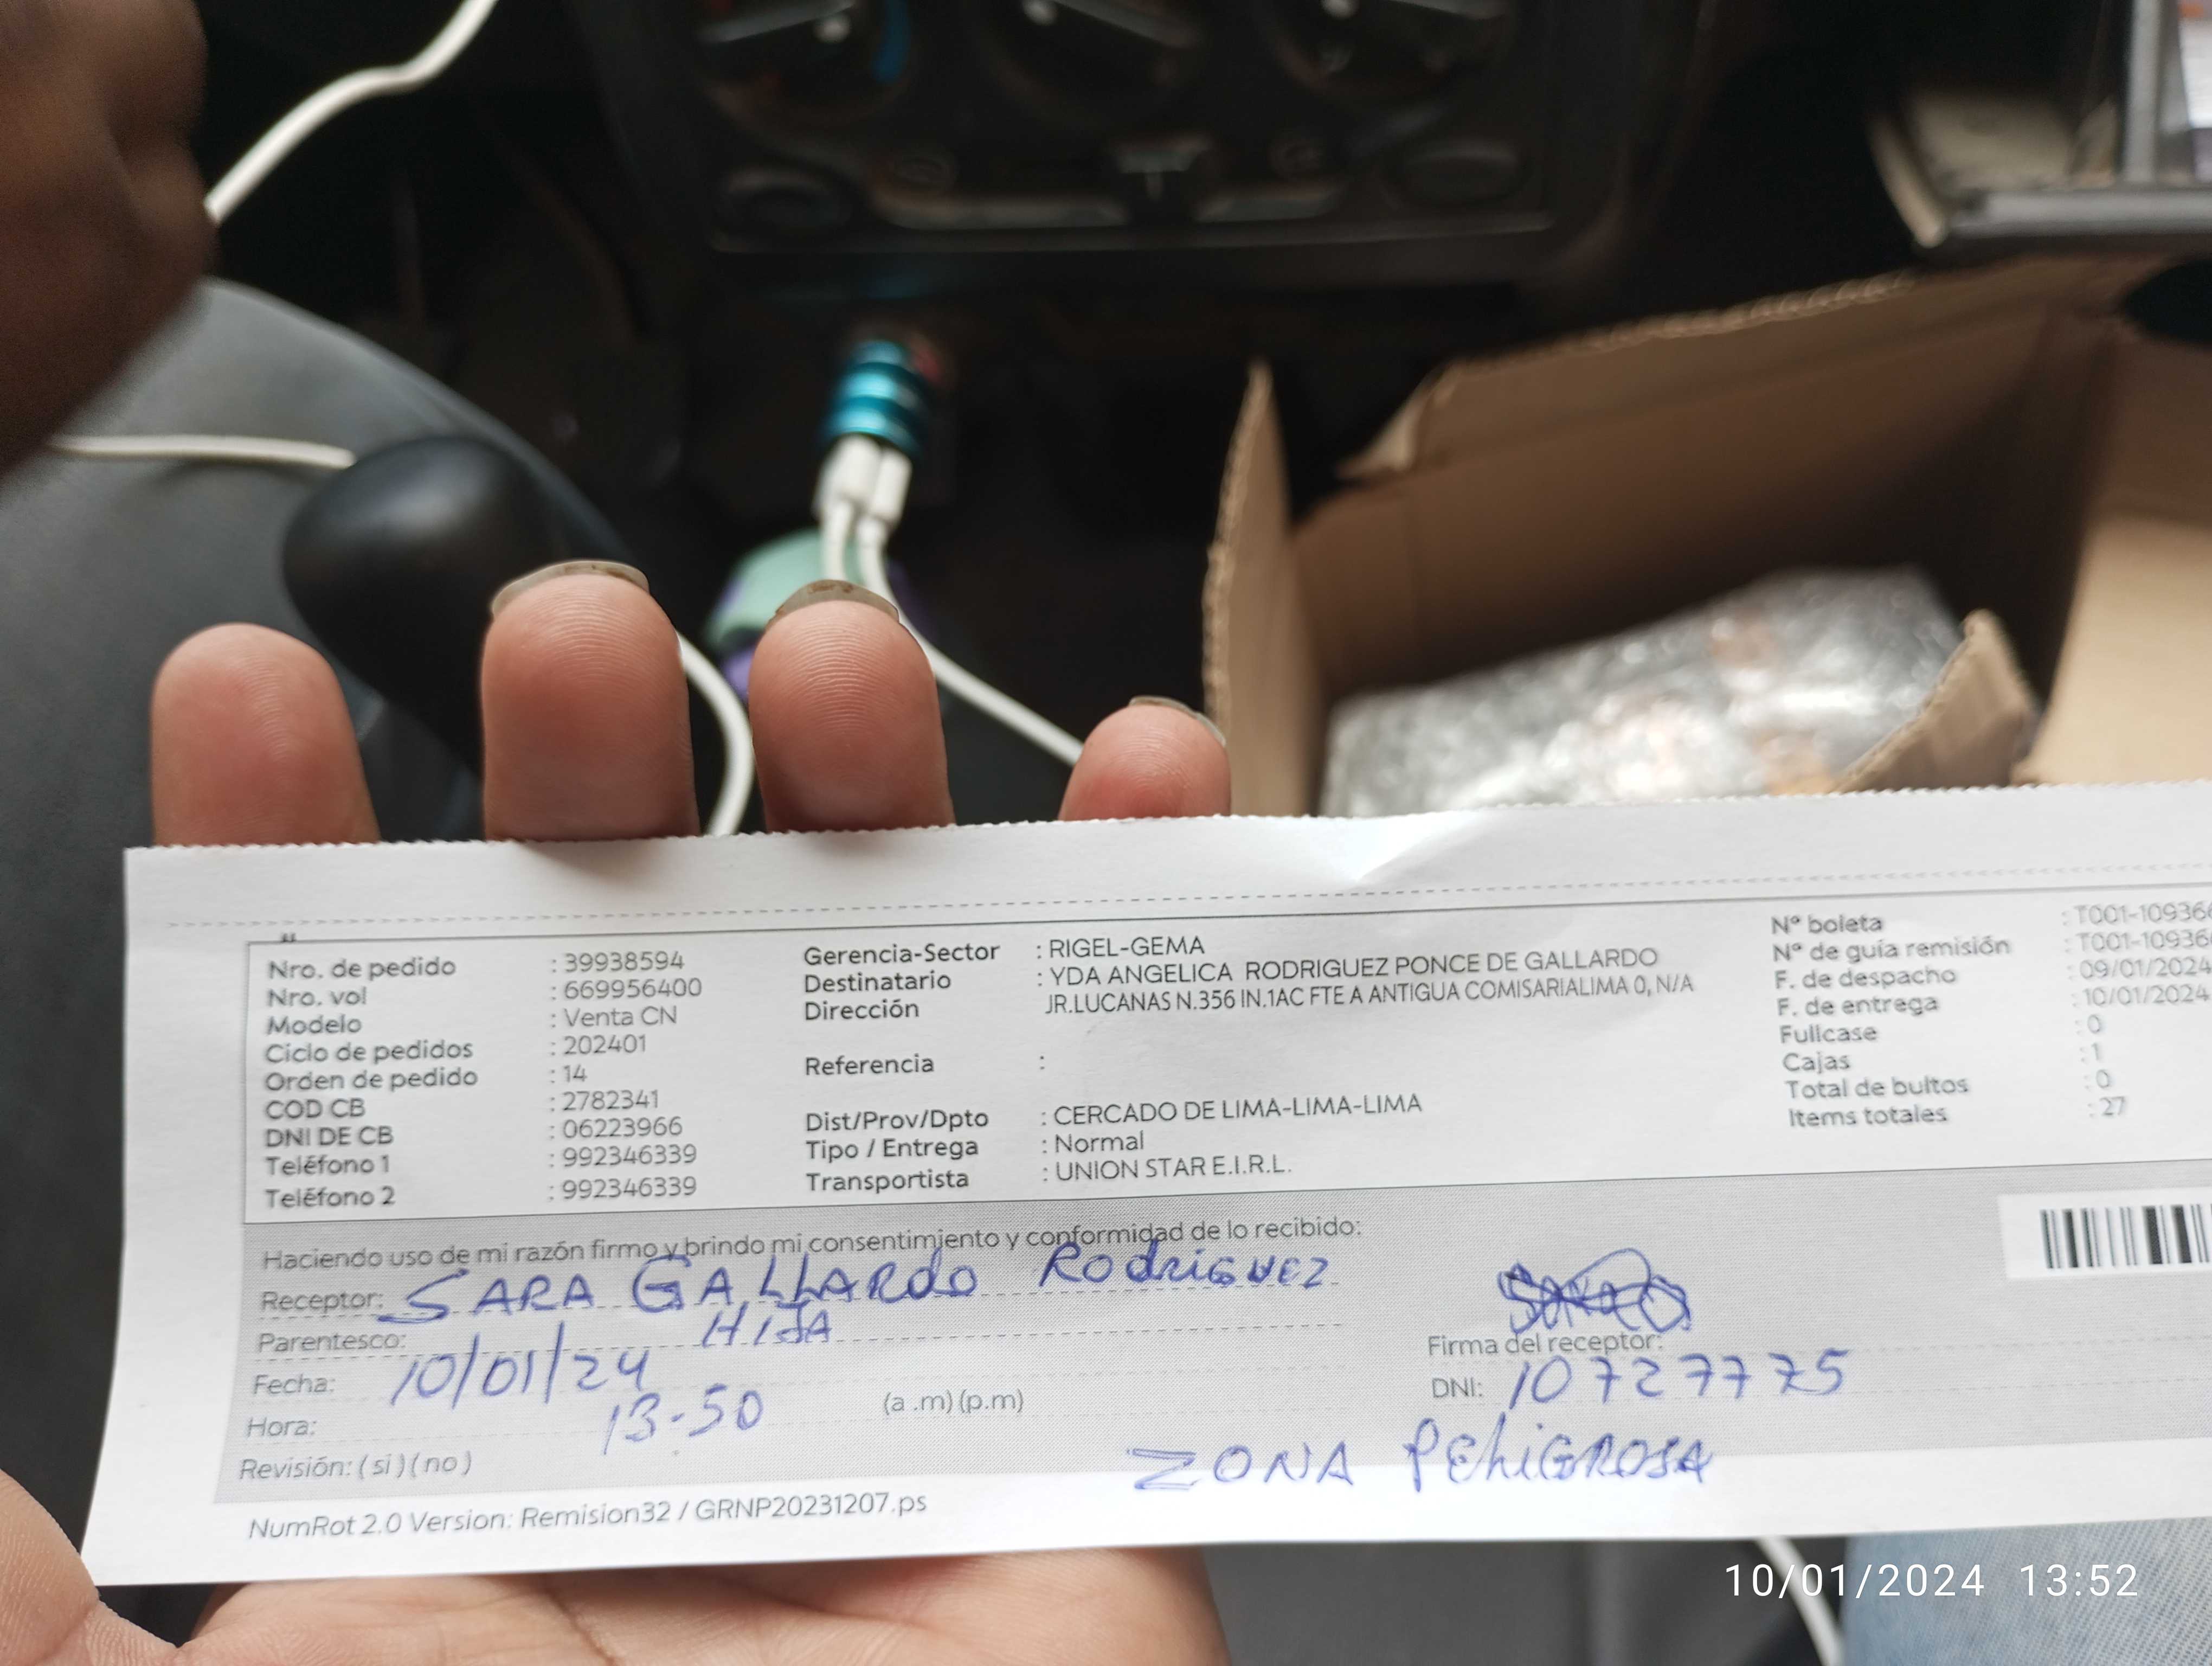 Nro. de pedido : 39938594
Nro. vol : 669956400
Modelo : Venta CN
Ciclo de pedidos : 202401
Orden de pedido : 14
COD CB : 2782341
DNI DE CB : 06223966
Teléfono 1 : 992346339
Teléfono 2 : 992346339
Gerencia-Sector : RIGEL-GEMA
Destinatario : YDA ANGELICA RODRIGUEZ PONCE DE GALLARDO
Dirección JR.LUCANAS N.356 IN.1AC FTE A ANTIGUA COMISARIALIMA 0, N/A
Referencia :
Dist/Prov/Dpto : CERCADO DE LIMA-LIMA-LIMA
Tipo / Entrega : Normal
Transportista : UNION STAR E.I.R.L.
Nº boleta : T001-10936
Nº de guía remisión : T001-10936
F. de despacho : 09/01/2024
F. de entrega : 10/01/2024
Fullcase : 0
Cajas : 1
Total de bultos : 0
Items totales : 27
Haciendo uso de mi razón firmo y brindo mi consentimiento y conformidad de lo recibido:
Receptor: SARA GALLARDO RODRIGUEZ
Parentesco: HIJA
Fecha: 10/01/24
Hora: 13-50 (a .m) (p.m)
Revisión: ( si ) ( no )
Firma del receptor:
DNI: 10727775
ZONA PELIGROSA
NumRot 2.0 Version: Remision32 / GRNP20231207.ps
10/01/2024 13:52